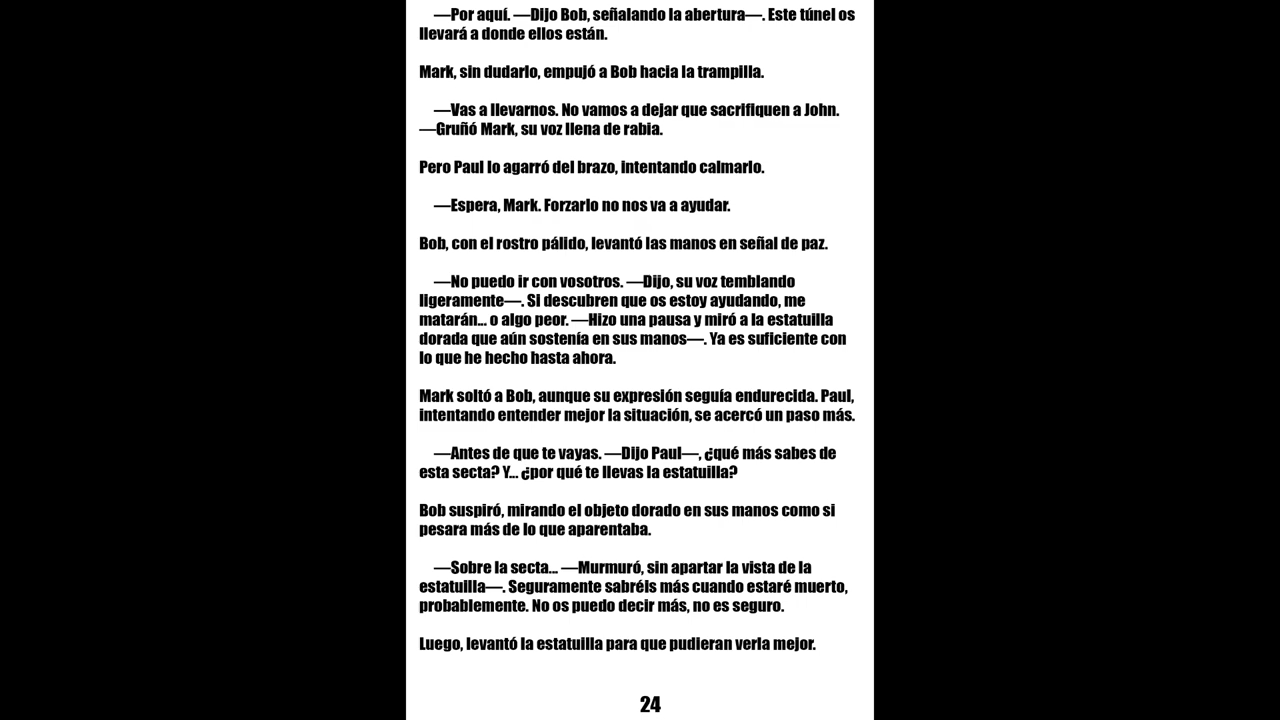 —Por aquí. —Dijo Bob, señalando la abertura—. Este túnel os
llevará a donde ellos están.
Mark, sin dudarlo, empujó a Bob hacia la trampilla.
—Vas a llevarnos. No vamos a dejar que sacrifiquen a John.
—Gruñó Mark, su voz llena de rabia.
Pero Paul lo agarró del brazo, intentando calmarlo.
—Espera, Mark. Forzarlo no nos va a ayudar.
Bob, con el rostro pálido, levantó las manos en señal de paz.
—No puedo ir con vosotros. —Dijo, su voz temblando
ligeramente—. Si descubren que os estoy ayudando, me
matarán... o algo peor. —Hizo una pausa y miró a la estatuilla
dorada que aún sostenía en sus manos—. Ya es suficiente con
lo que he hecho hasta ahora.
Mark soltó a Bob, aunque su expresión seguía endurecida. Paul,
intentando entender mejor la situación, se acercó un paso más.
—Antes de que te vayas. —Dijo Paul—, ¿qué más sabes de
esta secta? Y... ¿por qué te llevas la estatuilla?
Bob suspiró, mirando el objeto dorado en sus manos como si
pesara más de lo que aparentaba.
—Sobre la secta... —Murmuró, sin apartar la vista de la
estatuilla—. Seguramente sabréis más cuando estaré muerto,
probablemente. No os puedo decir más, no es seguro.
Luego, levantó la estatuilla para que pudieran verla mejor.
24